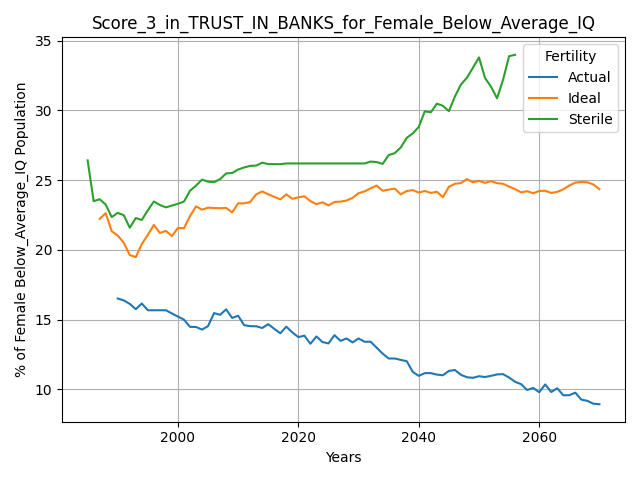 Score_3_in_TRUST_IN_BANKS_for_Female_Below_Average_IQ
35
30
25
20
15
10
% of Female Below_Average_IQ Population
Fertility
Actual
Ideal
Sterile
2000 2020 2040 2060
Years